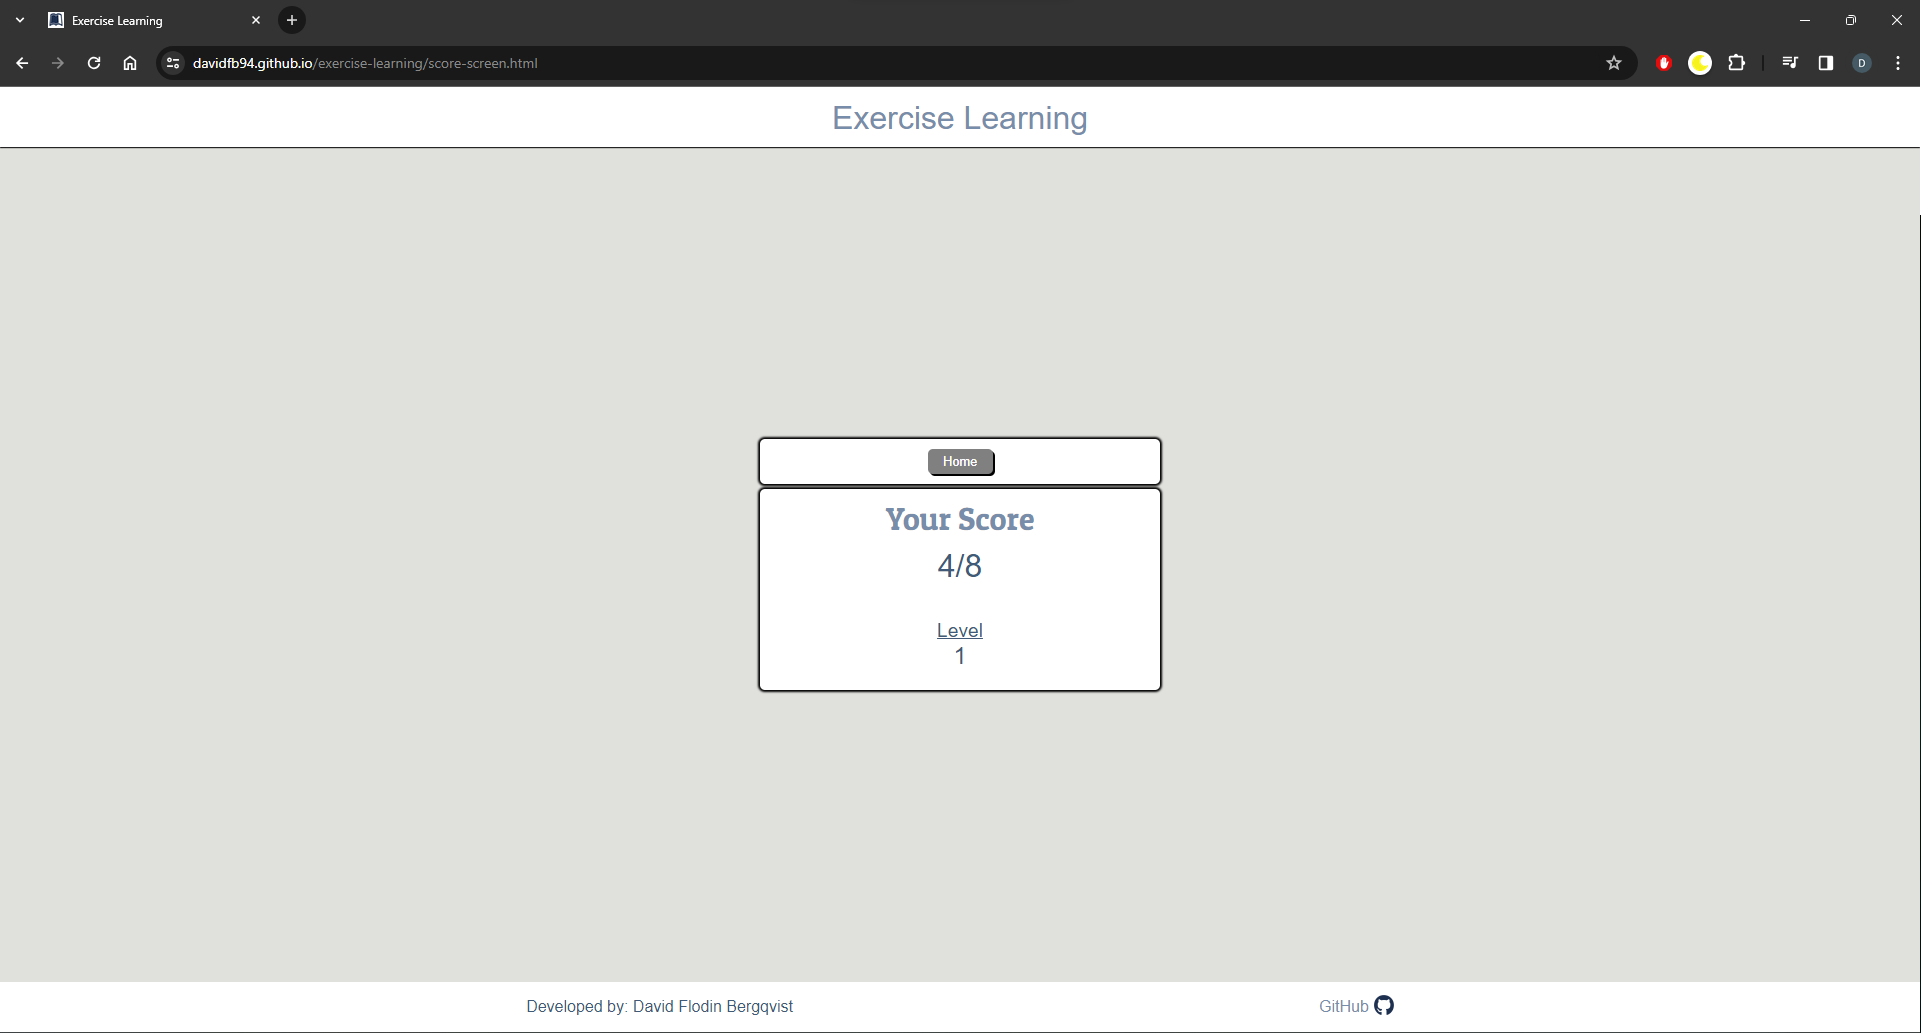 Exercise Learning
davidfb94.github.io/exercise-learning/score-screen.html
D
Exercise Learning
Home
Your Score
4/8
Level
1
Developed by: David Flodin Bergqvist
GitHub